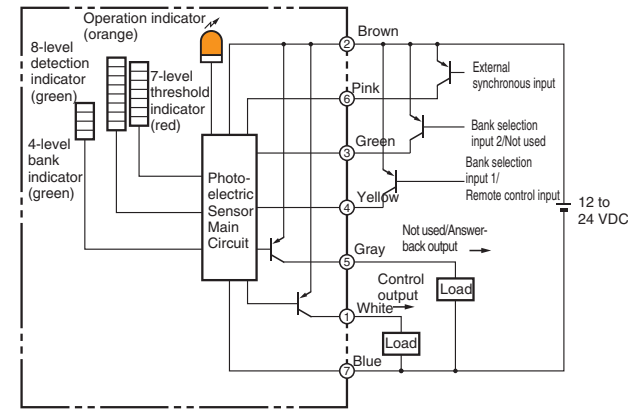 Operation indicator
(orange)
8-level
detection
indicator
(green)
7-level
threshold
indicator
(red)
4-level
bank
indicator
(green)
Photo-
electric
Sensor
Main
Circuit
2
Brown
6
Pink
3
Green
4
Yellow
5
Gray
1
White
7
Blue
External
synchronous input
Bank selection
input 2/Not used
Bank selection
input 1/
Remote control input
12 to
24 VDC
Not used/Answer-
back output
Load
Control
output
Load